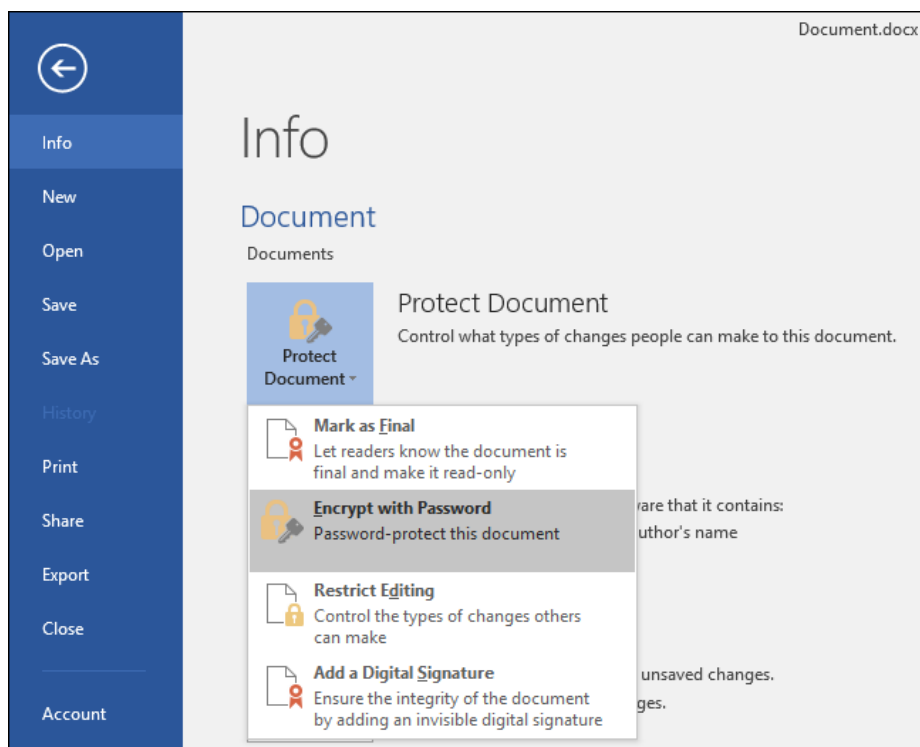 Document.docx
Info
New
Open
Save
Save As
History
Print
Share
Export
Close
Account
Info
Document
Documents
Protect
Document
Protect Document
Control what types of changes people can make to this document.
Mark as Final
Let readers know the document is
final and make it read-only
Encrypt with Password
Password-protect this document
Restrict Editing
Control the types of changes others
can make
Add a Digital Signature
Ensure the integrity of the document
by adding an invisible digital signature
that it contains:
name
unsaved changes.